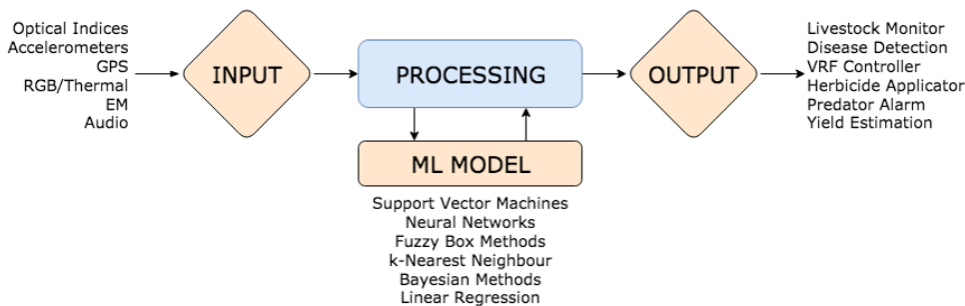 Optical Indices
Accelerometers
GPS
RGB/Thermal
EM
Audio
INPUT
PROCESSING
ML MODEL
Support Vector Machines
Neural Networks
Fuzzy Box Methods
k-Nearest Neighbour
Bayesian Methods
Linear Regression
OUTPUT
Livestock Monitor
Disease Detection
VRF Controller
Herbicide Applicator
Predator Alarm
Yield Estimation